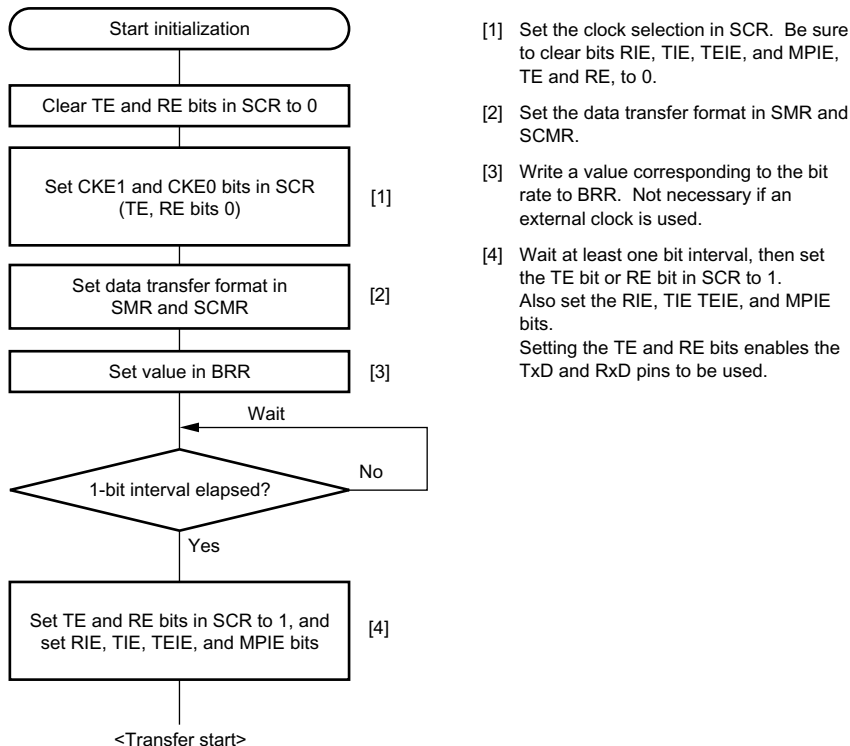 Start initialization
Clear TE and RE bits in SCR to 0
Set CKE1 and CKE0 bits in SCR
(TE, RE bits 0)
[1]
Set data transfer format in
SMR and SCMR
[2]
Set value in BRR
[3]
Wait
1-bit interval elapsed?
No
Yes
Set TE and RE bits in SCR to 1, and
set RIE, TIE, TEIE, and MPIE bits
[4]
<Transfer start>
[1] Set the clock selection in SCR. Be sure
to clear bits RIE, TIE, TEIE, and MPIE,
TE and RE, to 0.
[2] Set the data transfer format in SMR and
SCMR.
[3] Write a value corresponding to the bit
rate to BRR. Not necessary if an
external clock is used.
[4] Wait at least one bit interval, then set
the TE bit or RE bit in SCR to 1.
Also set the RIE, TIE TEIE, and MPIE
bits.
Setting the TE and RE bits enables the
TxD and RxD pins to be used.